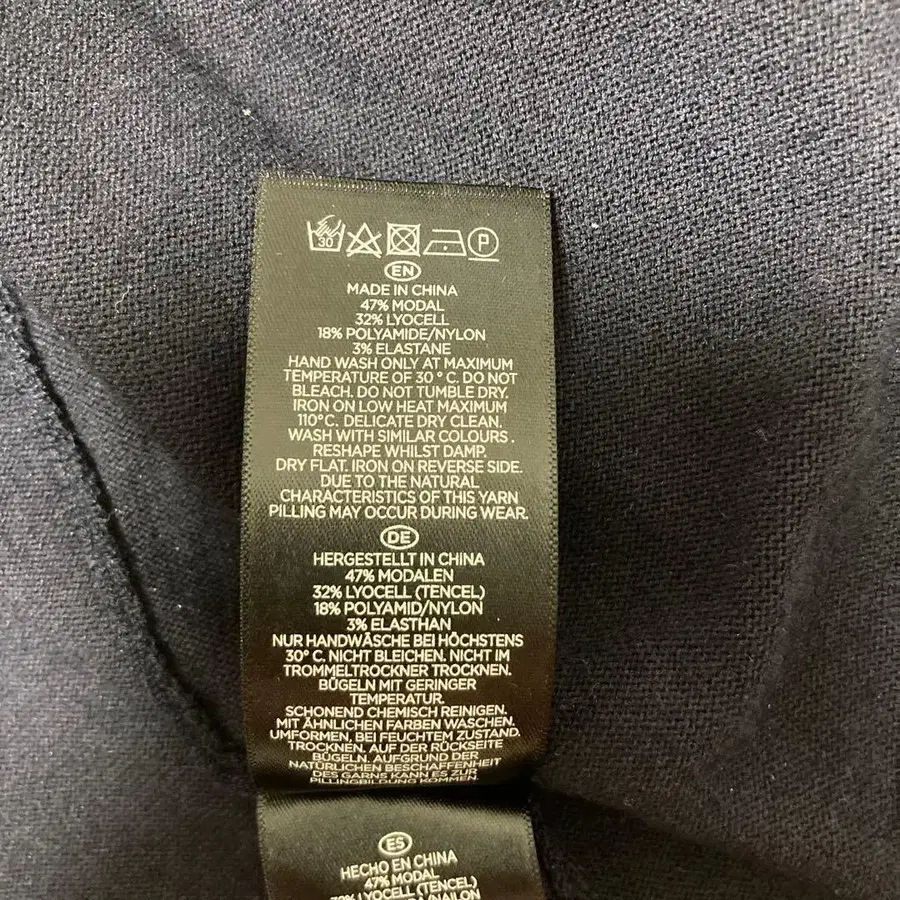 30 P
EN
MADE IN CHINA
47% MODAL
32% LYOCELL
18% POLYAMIDE/NYLON
3% ELASTANE
HAND WASH ONLY AT MAXIMUM
TEMPERATURE OF 30° C. DO NOT
BLEACH. DO NOT TUMBLE DRY.
IRON ON LOW HEAT MAXIMUM
110°C. DELICATE DRY CLEAN.
WASH WITH SIMILAR COLOURS .
RESHAPE WHILST DAMP.
DRY FLAT. IRON ON REVERSE SIDE.
DUE TO THE NATURAL
CHARACTERISTICS OF THIS YARN
PILLING MAY OCCUR DURING WEAR.
DE
HERGESTELLT IN CHINA
47% MODALEN
32% LYOCELL (TENCEL)
18% POLYAMID/NYLON
3% ELASTHAN
NUR HANDWÄSCHE BEI HÖCHSTENS
30° C. NICHT BLEICHEN. NICHT IM
TROMMELTROCKNER TROCKNEN.
BÜGELN MIT GERINGER
TEMPERATUR.
SCHONEND CHEMISCH REINIGEN.
MIT ÄHNLICHEN FARBEN WASCHEN.
UMFORMEN, BEI FEUCHTEM ZUSTAND.
TROCKNEN. AUF DER RÜCKSEITE
BÜGELN. AUFGRUND DER
NATÜRLICHEN BESCHAFFENHEIT
DES GARNS KANN ES ZUR
PILLINGBILDUNG KOMMEN.
ES
HECHO EN CHINA
47% MODAL
32% LYOCELL (TENCEL)